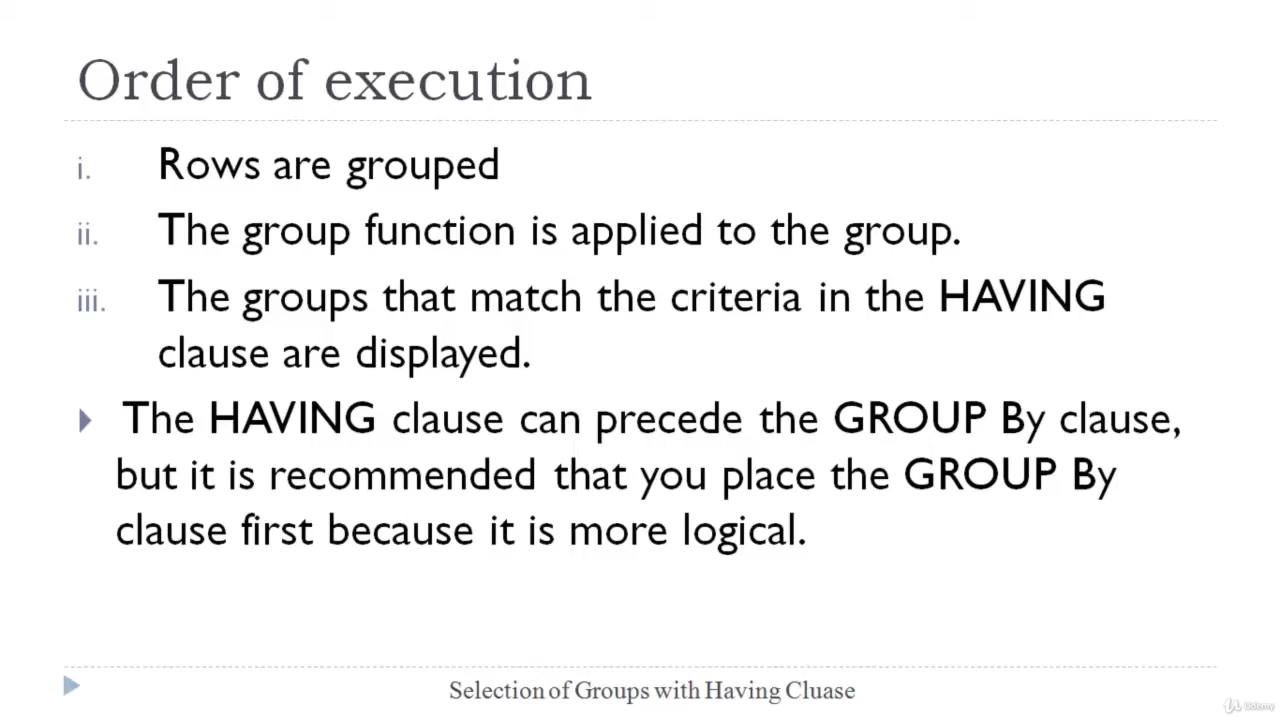 Order of execution
i. Rows are grouped
ii. The group function is applied to the group.
iii. The groups that match the criteria in the HAVING
clause are displayed.
The HAVING clause can precede the GROUP By clause,
but it is recommended that you place the GROUP By
clause first because it is more logical.
Selection of Groups with Having Cluase
Udemy